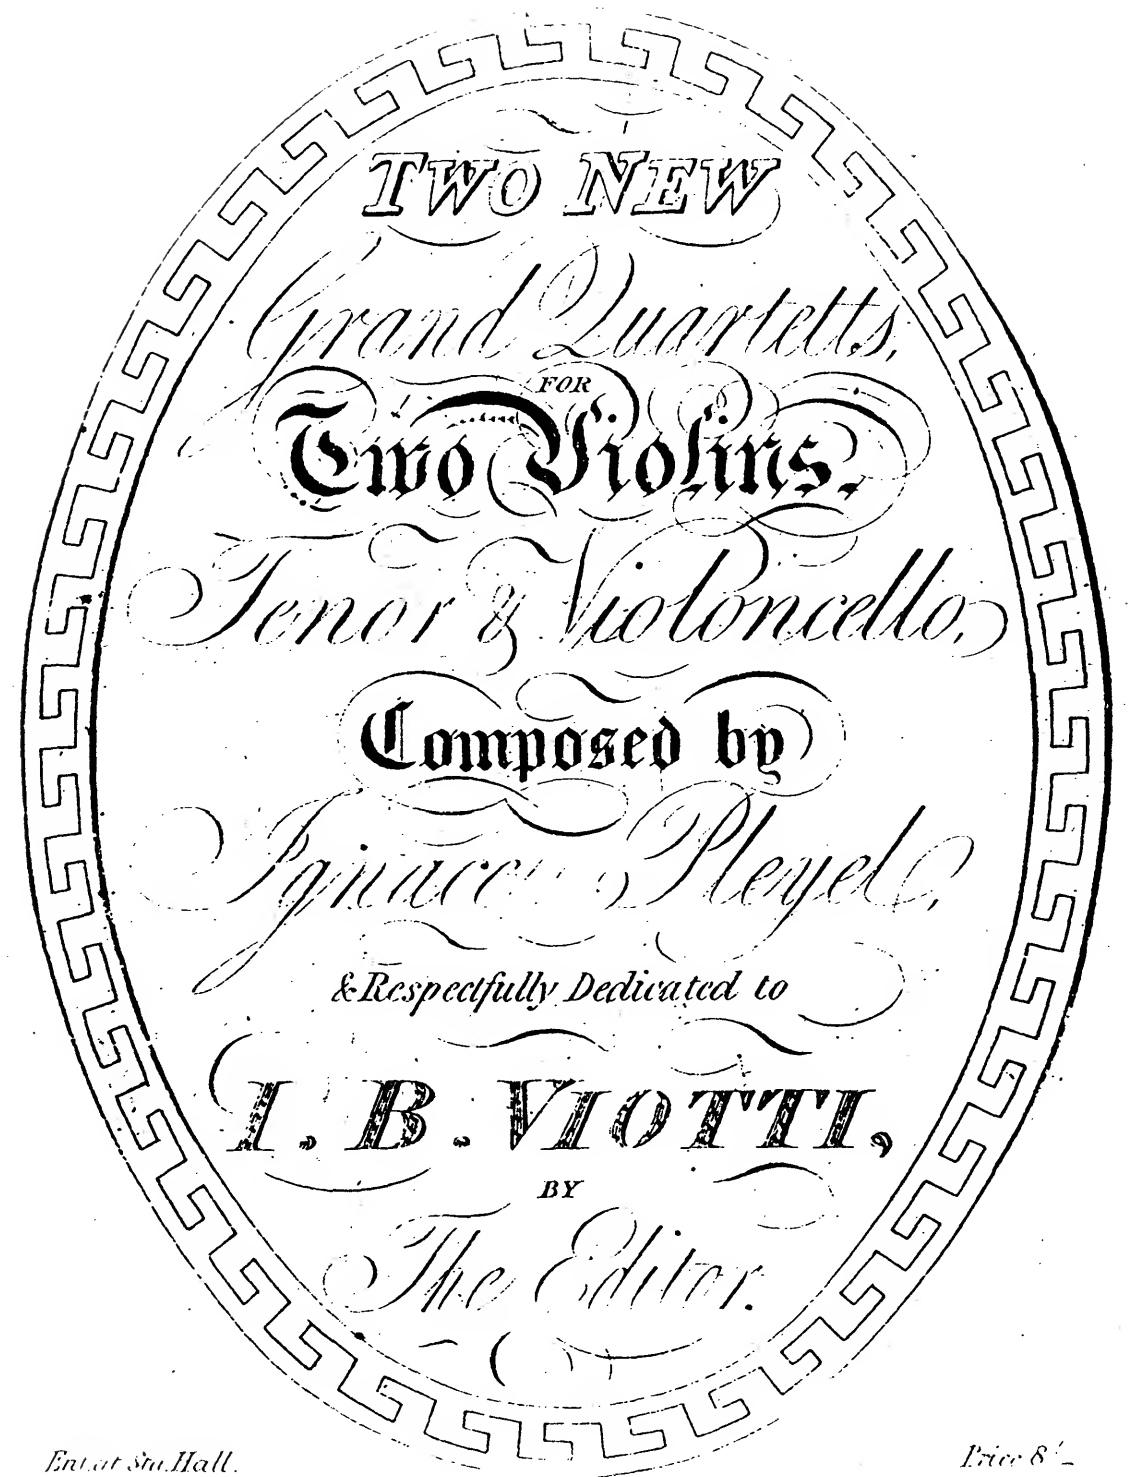 TWO NEW
Grand Quartetts,
FOR
Two Violins.
Tenor & Violoncello,
Composed by
Ignace Pleyel,
& Respectfully Dedicated to
I. B. VIOTTI,
BY
The Editor.
Ent. at Sta. Hall.
Price 8/-